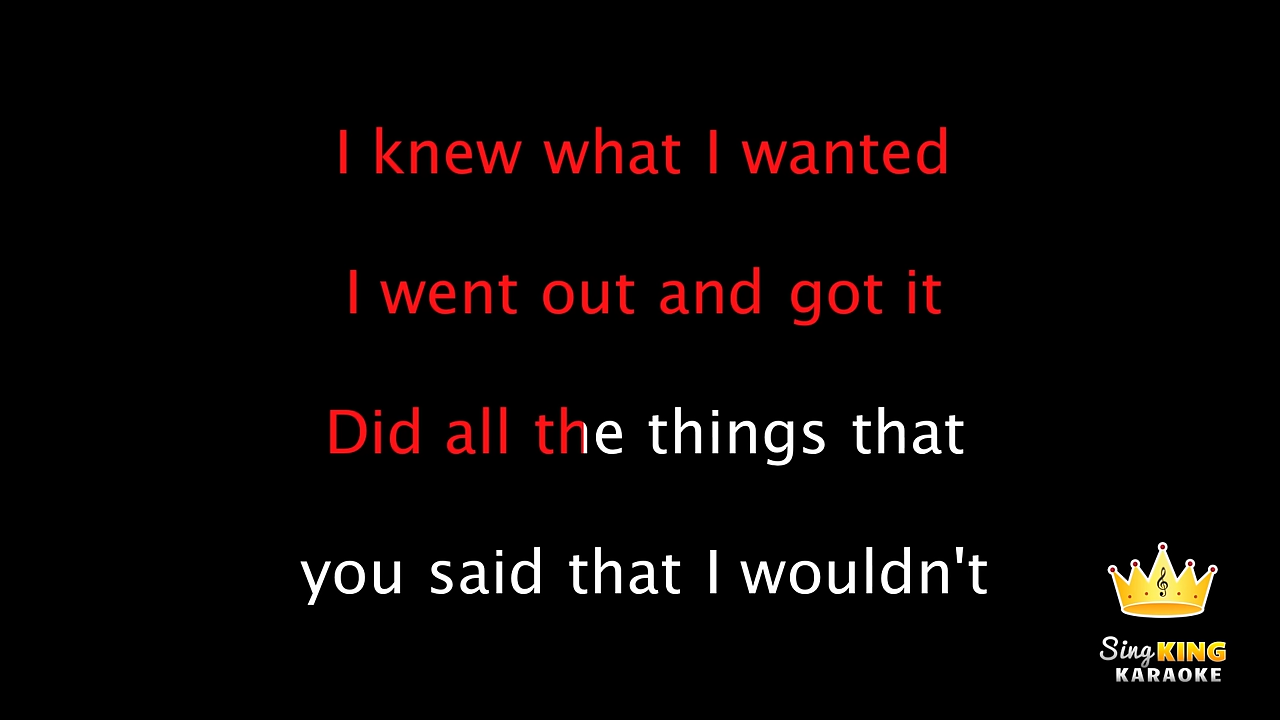 I knew what I wanted
I went out and got it
Did all the things that
you said that I wouldn't
Sing KING
KARAOKE